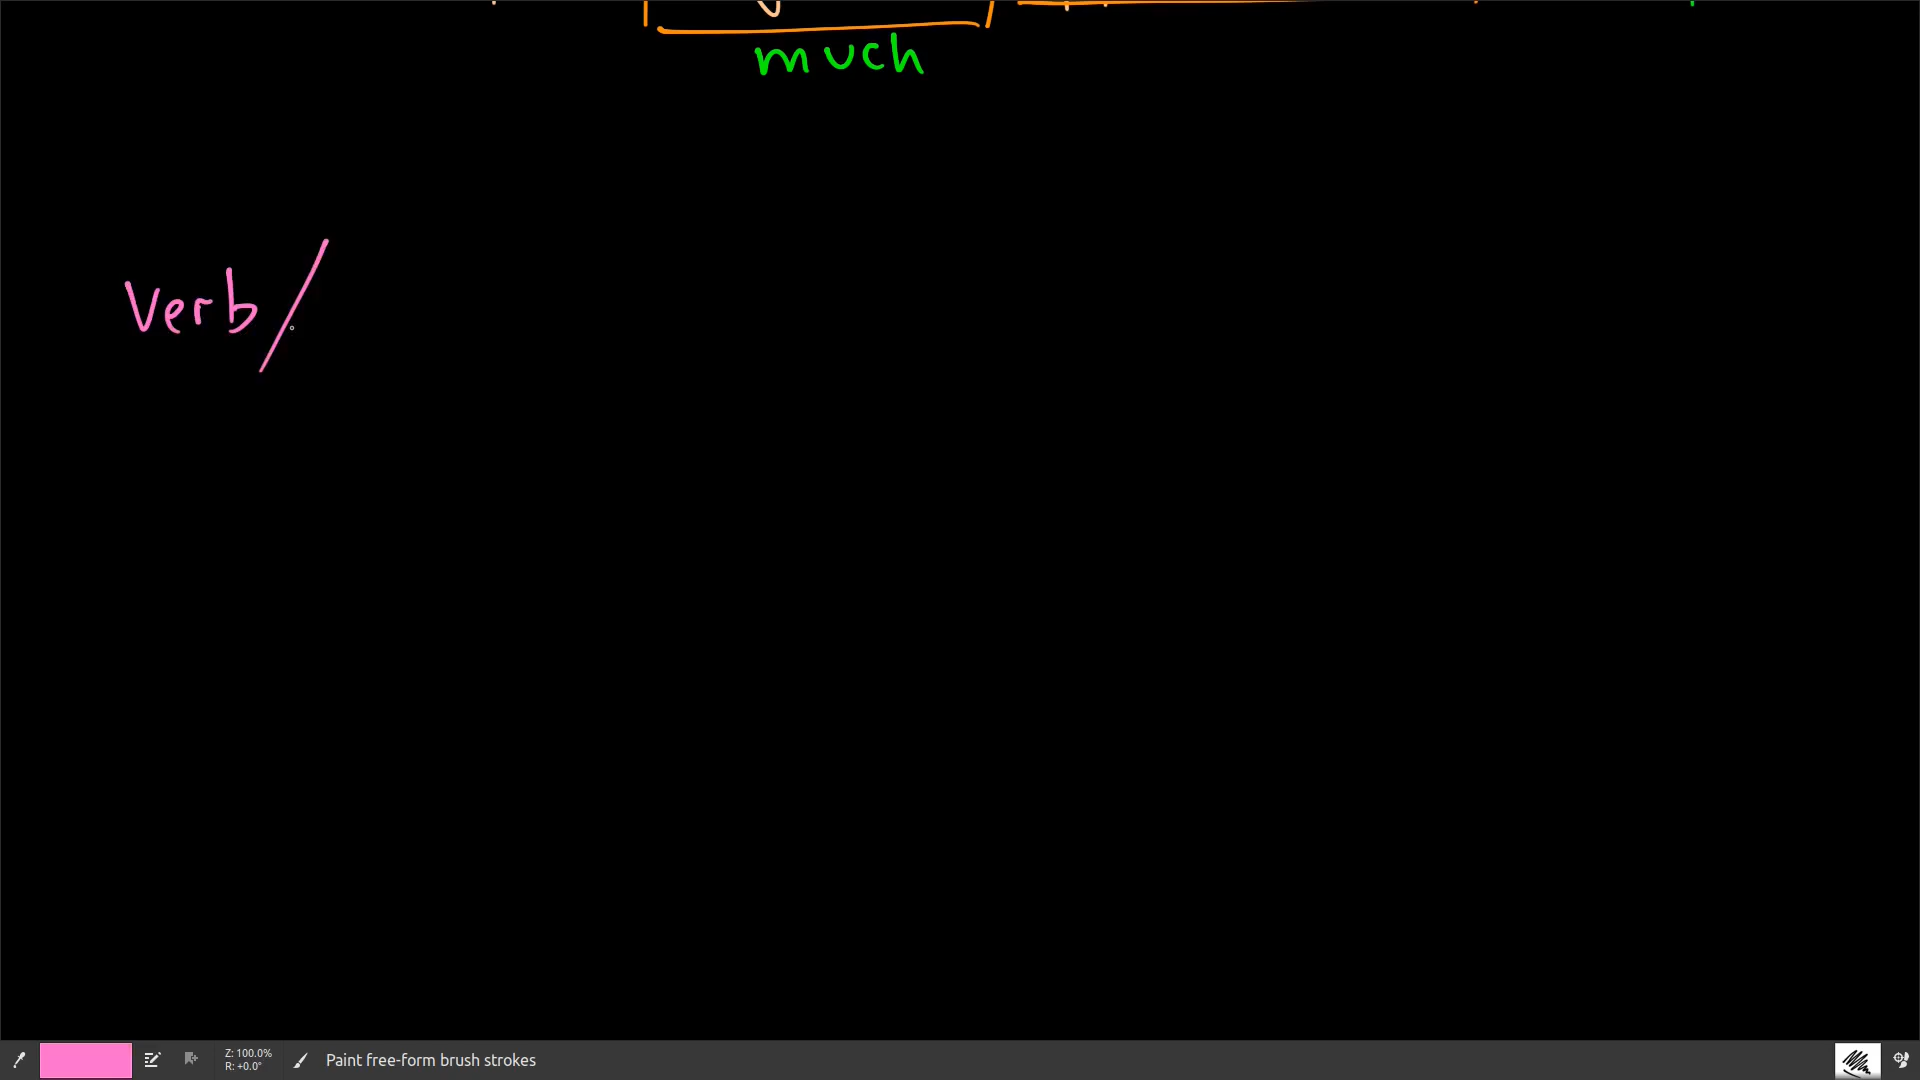 much
Verb/
Z: 100.0%
R: +0.0°
Paint free-form brush strokes